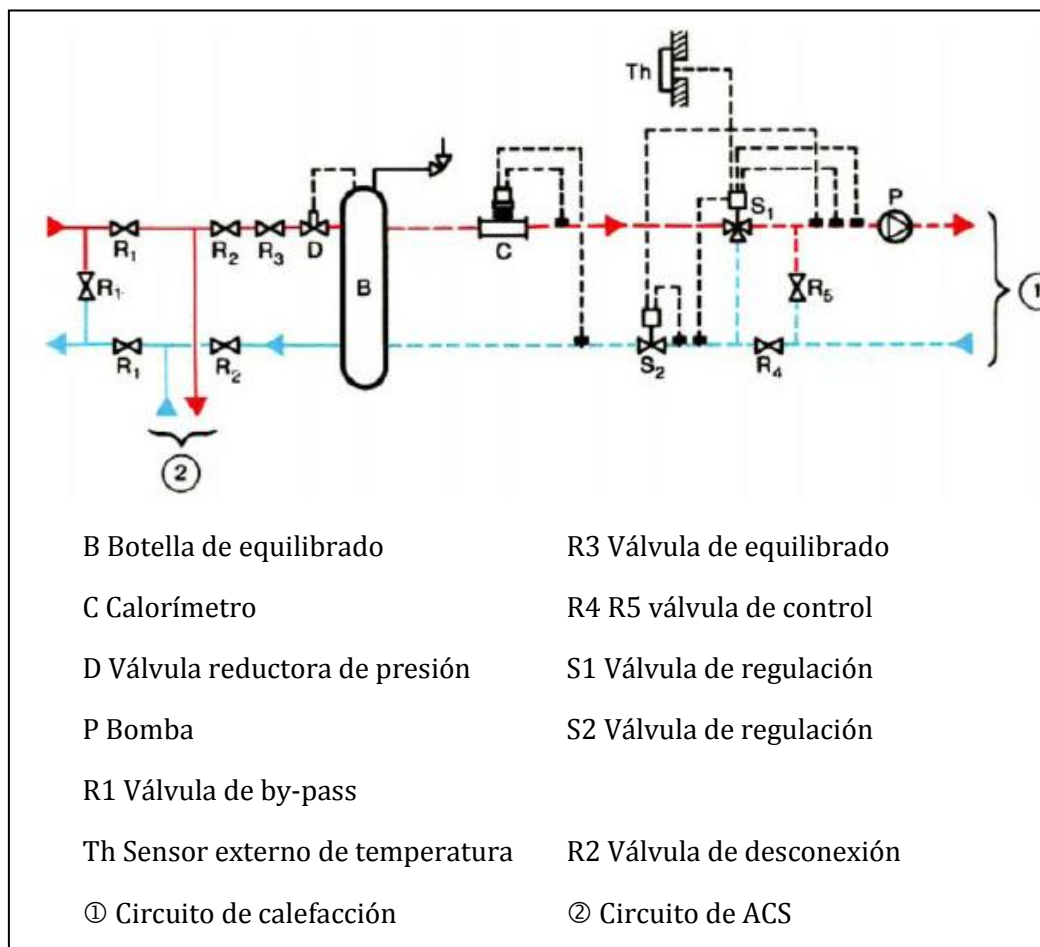 Th
S1
P
R1
R2
R3
D
C
R1
B
R5
1
R1
R2
S2
R4
2
B Botella de equilibrado R3 Válvula de equilibrado
C Calorímetro R4 R5 válvula de control
D Válvula reductora de presión S1 Válvula de regulación
P Bomba S2 Válvula de regulación
R1 Válvula de by-pass
Th Sensor externo de temperatura R2 Válvula de desconexión
① Circuito de calefacción ② Circuito de ACS